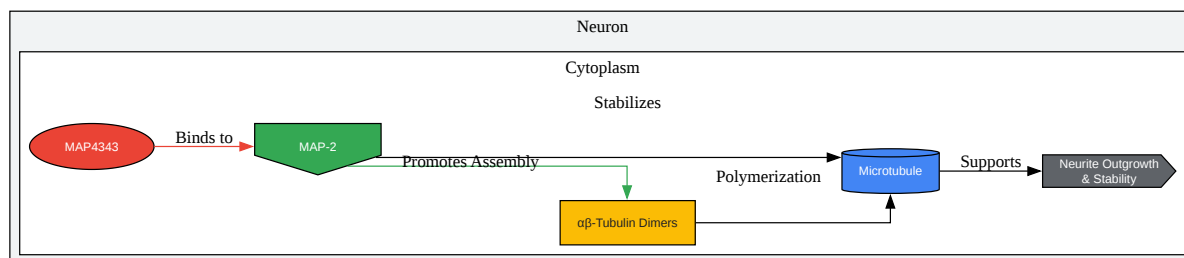 Neuron
Cytoplasm
Stabilizes
MAP4343
Binds to
MAP-2
Promotes Assembly
Polymerization
αβ-Tubulin Dimers
Microtubule
Supports
Neurite Outgrowth
& Stability